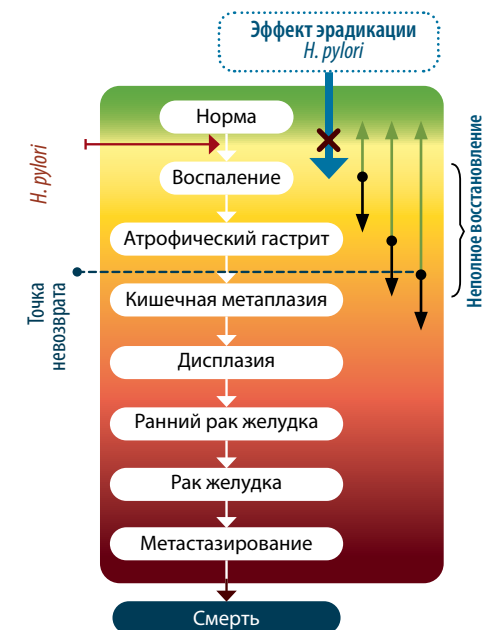 Эффект эрадикации
H. pylori
Норма
H. pylori
Воспаление
Атрофический гастрит
Неполное восстановление
Точка
невозврата
Кишечная метаплазия
Дисплазия
Ранний рак желудка
Рак желудка
Метастазирование
Смерть